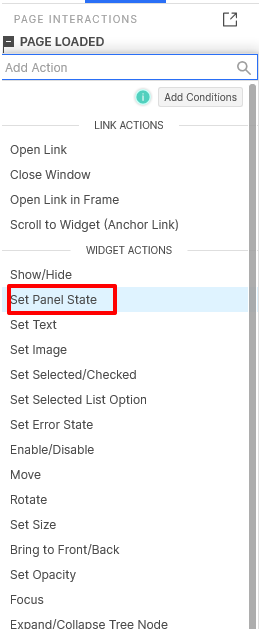 PAGE INTERACTIONS
PAGE LOADED
Add Action
i
Add Conditions
LINK ACTIONS
Open Link
Close Window
Open Link in Frame
Scroll to Widget (Anchor Link)
WIDGET ACTIONS
Show/Hide
Set Panel State
Set Text
Set Image
Set Selected/Checked
Set Selected List Option
Set Error State
Enable/Disable
Move
Rotate
Set Size
Bring to Front/Back
Set Opacity
Focus
Expand/Collapse Tree Node